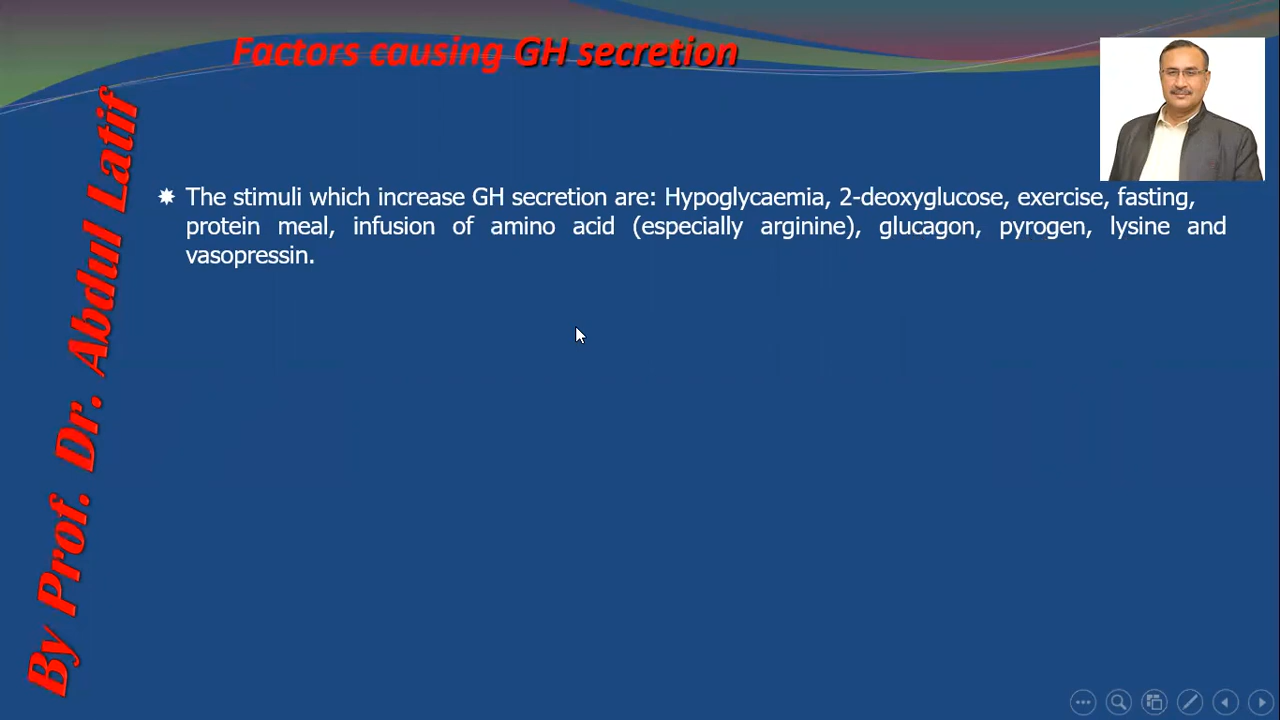 Factors causing GH secretion
The stimuli which increase GH secretion are: Hypoglycaemia, 2-deoxyglucose, exercise, fasting,
protein meal, infusion of amino acid (especially arginine), glucagon, pyrogen, lysine and
vasopressin.
By Prof. Dr. Abdul Latif